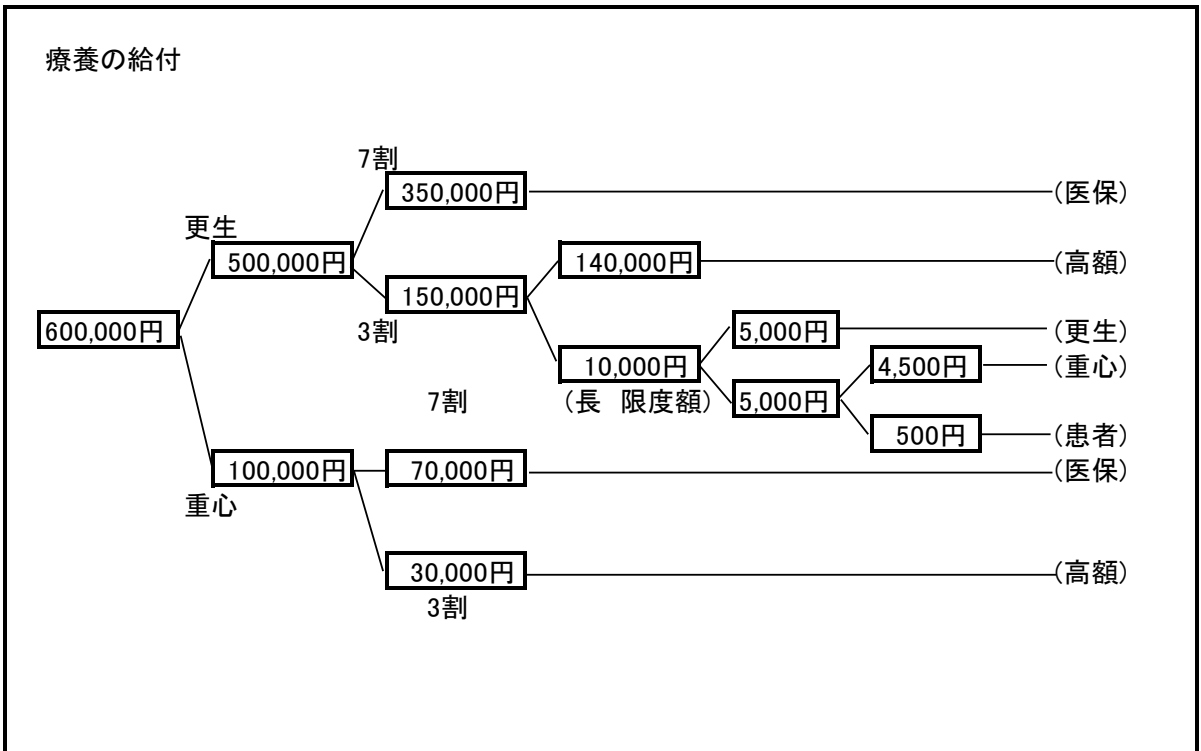 療養の給付
7割
350,000円 (医保)
更生
500,000円 140,000円 (高額)
150,000円
600,000円 3割 5,000円 (更生)
10,000円 4,500円 (重心)
7割 (長 限度額) 5,000円
500円 (患者)
100,000円 70,000円 (医保)
重心
30,000円 (高額)
3割